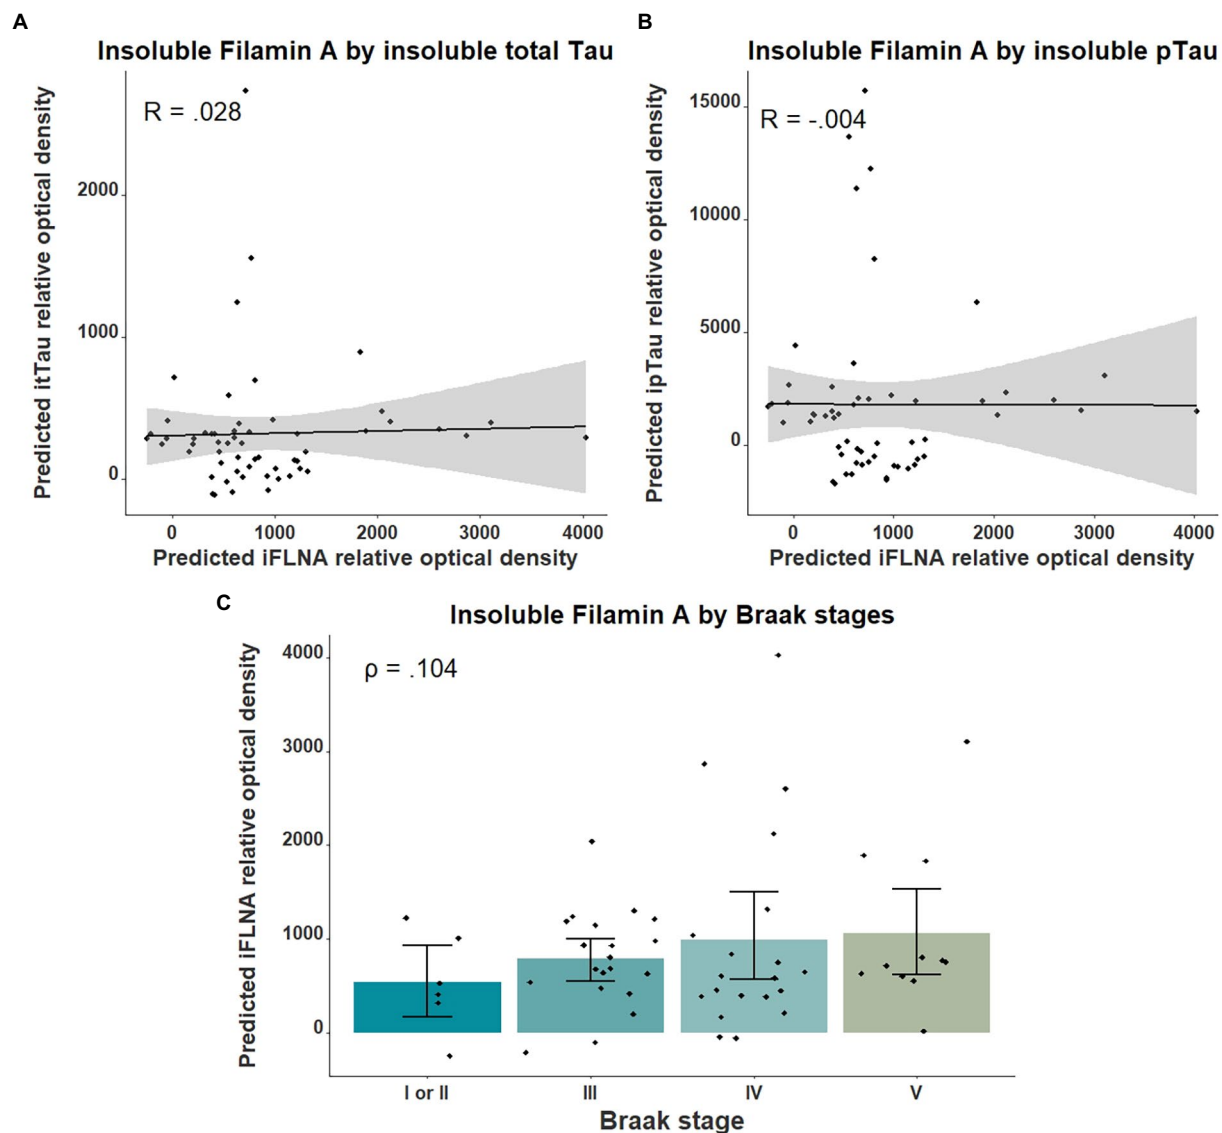 A
Insoluble Filamin A by insoluble total Tau
R = .028
Predicted itTau relative optical density
2000
1000
0
0 1000 2000 3000 4000
Predicted iFLNA relative optical density
B
Insoluble Filamin A by insoluble pTau
R = -.004
Predicted ipTau relative optical density
15000
10000
5000
0
0 1000 2000 3000 4000
Predicted iFLNA relative optical density
C
Insoluble Filamin A by Braak stages
ρ = .104
Predicted iFLNA relative optical density
4000
3000
2000
1000
0
I or II III IV V
Braak stage